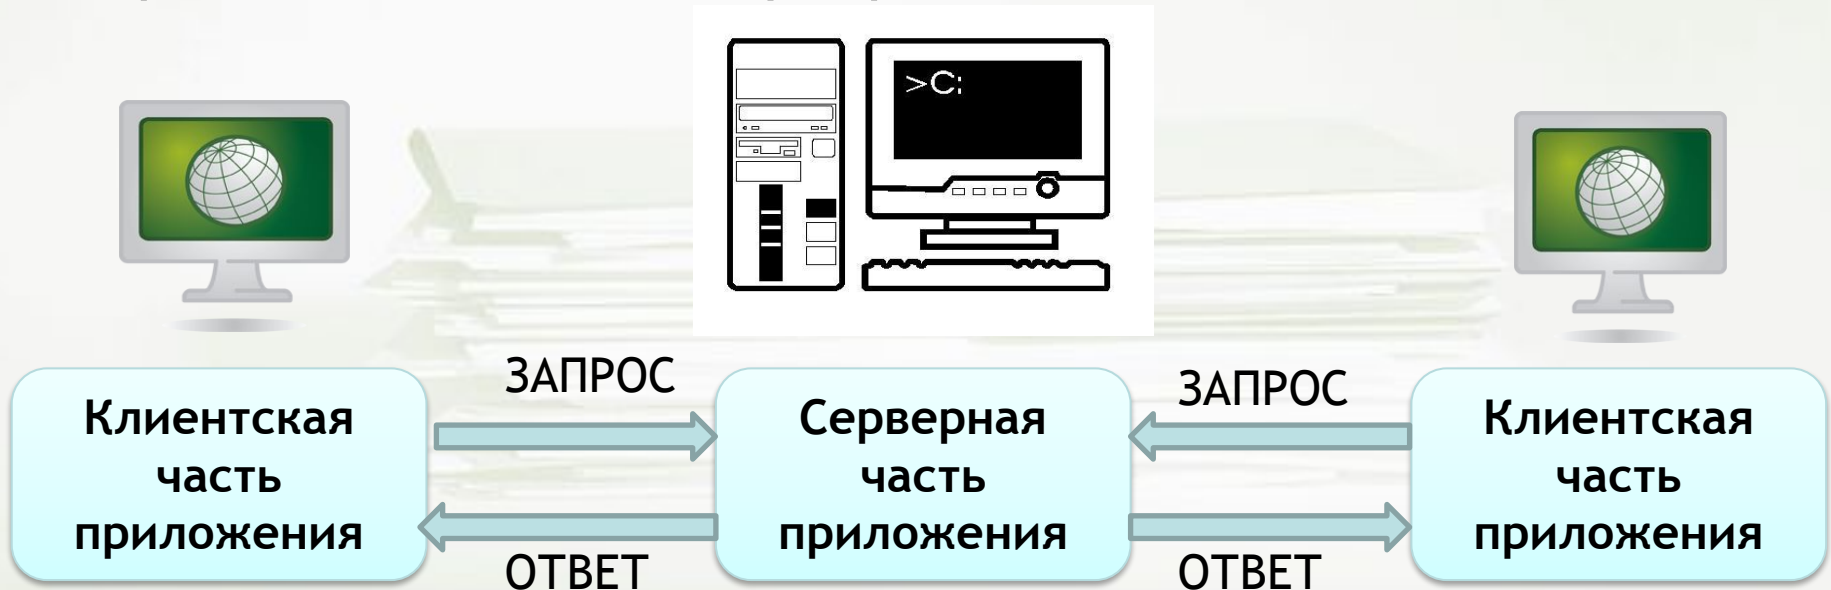 >C:
ЗАПРОС
ЗАПРОС
Клиентская
часть
приложения
Серверная
часть
приложения
Клиентская
часть
приложения
ОТВЕТ
ОТВЕТ